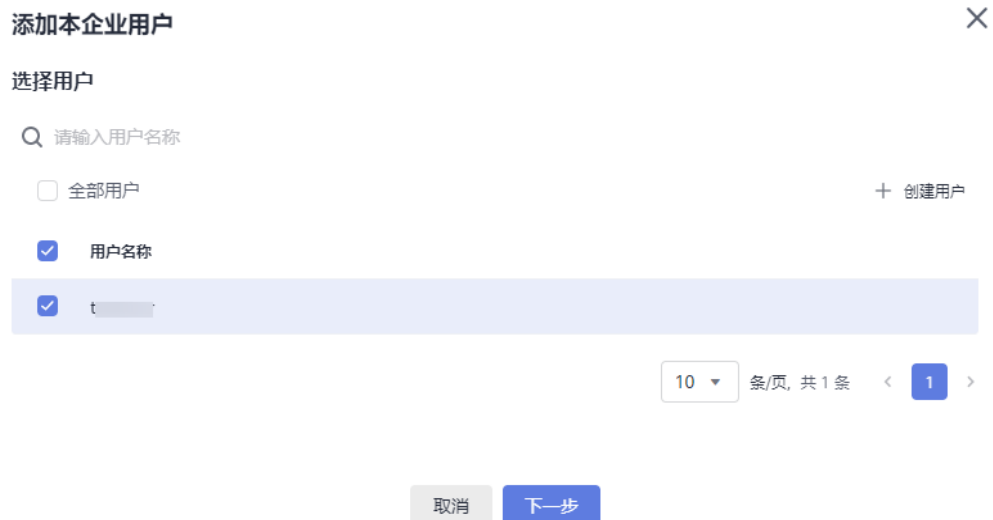 添加本企业用户
选择用户
请输入用户名称
全部用户
创建用户
用户名称
10 条/页, 共 1 条 1
取消 下一步